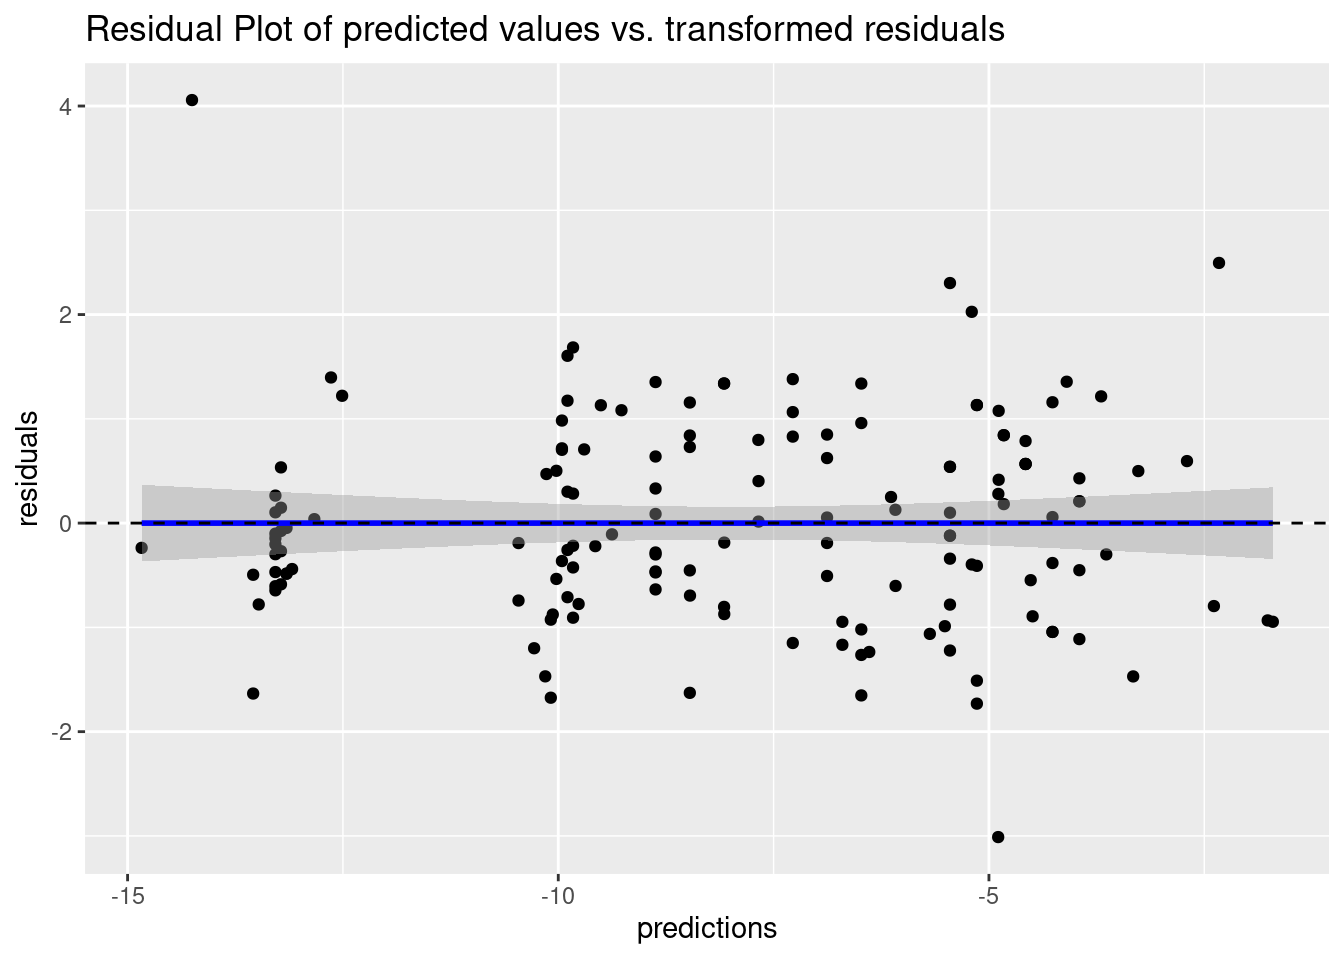 Residual Plot of predicted values vs. transformed residuals
4
2
0
-2
residuals
-15
-10
-5
predictions